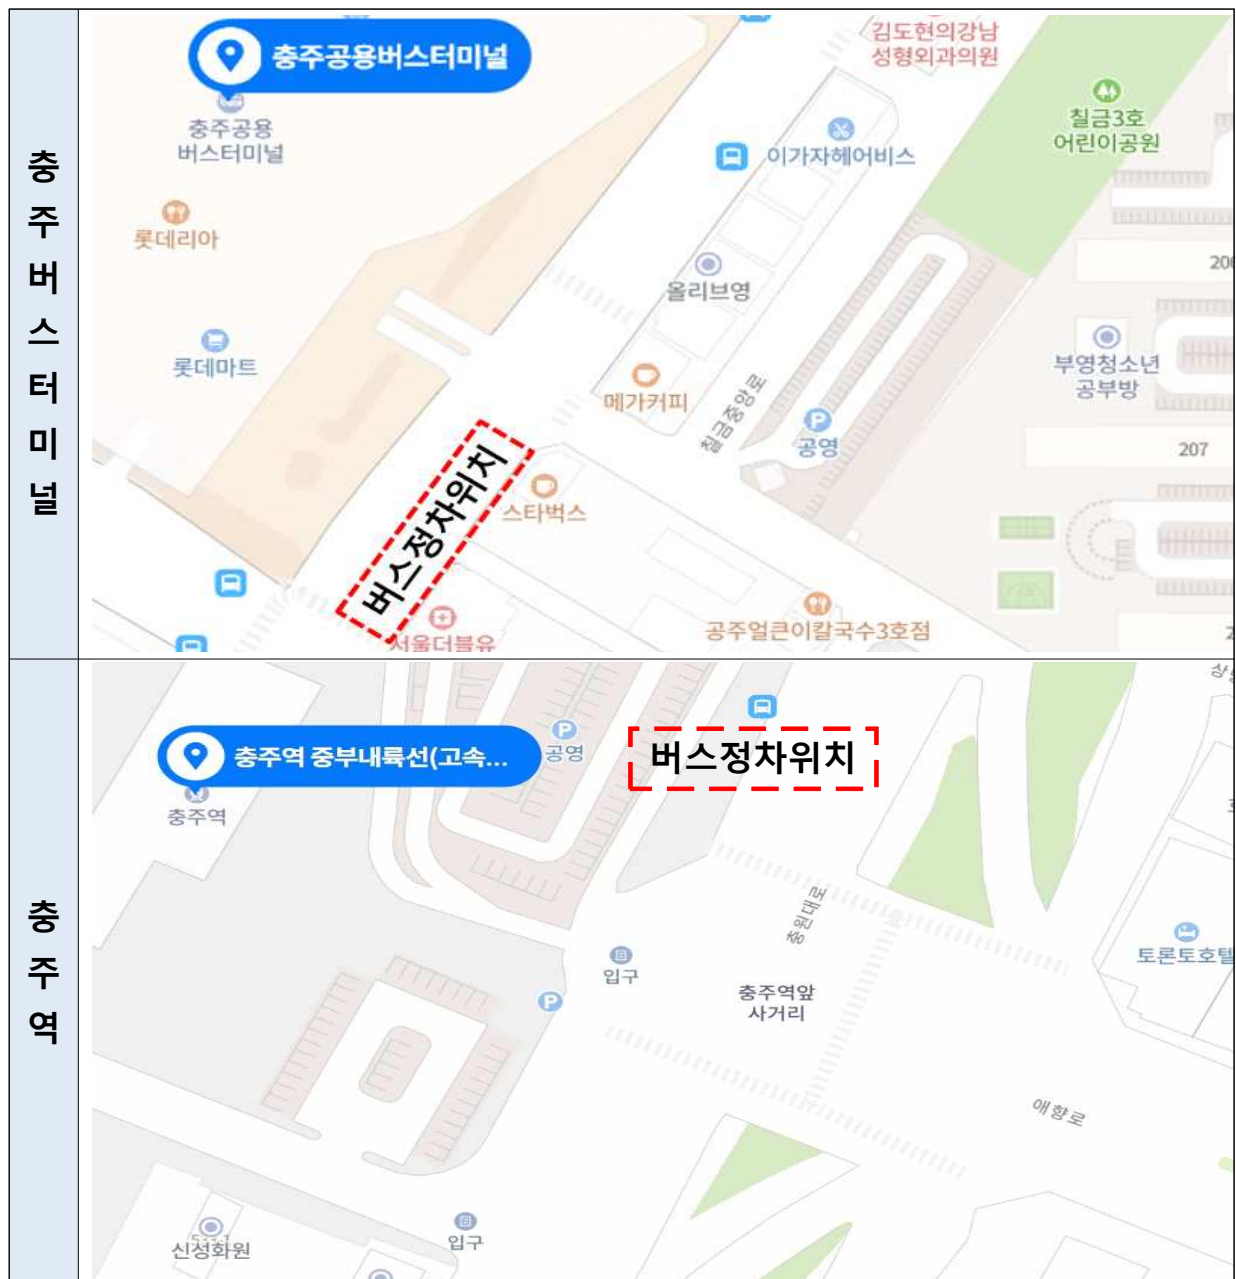 충주버스터미널
충주공용버스터미널
충주공용
버스터미널
롯데리아
롯데마트
김도현의강남
성형외과의원
이가자헤어비스
칠금3호
어린이공원
올리브영
메가커피
칠금중앙로
공영
부영청소년
공부방
207
버스정차위치
스타벅스
서울더블유
공주얼큰이칼국수3호점
충주역
충주역 중부내륙선(고속...
충주역
공영
버스정차위치
충원대로
입구
충주역앞
사거리
토론토호텔
애향로
신성화원
입구